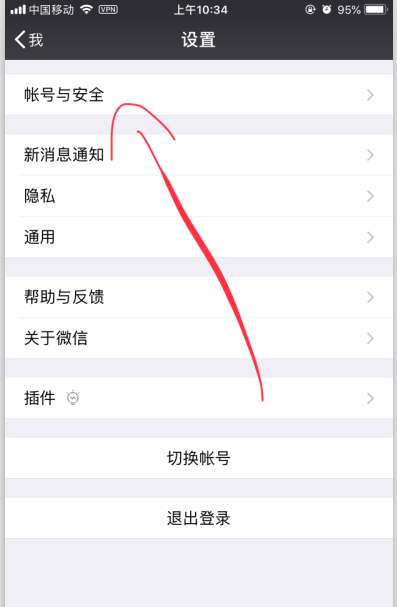 中国移动 VPN 上午10:34 95%
我 设置
帐号与安全
新消息通知
隐私
通用
帮助与反馈
关于微信
插件
切换帐号
退出登录